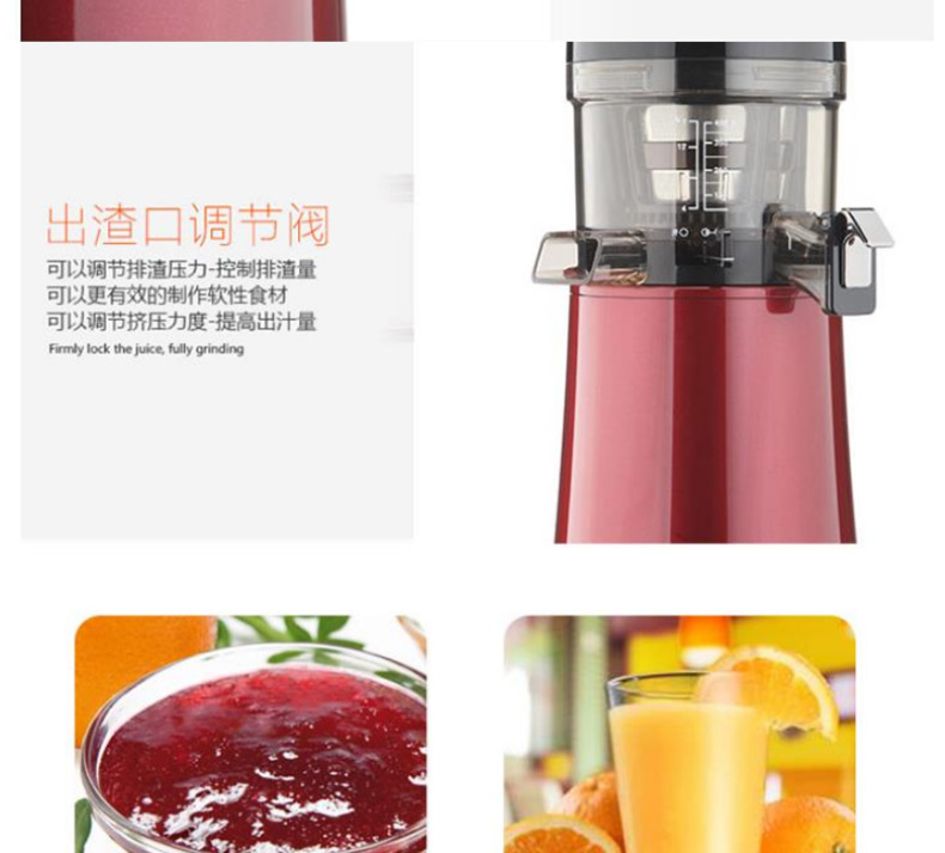 出渣口调节阀
可以调节排渣压力-控制排渣量
可以更有效的制作软性食材
可以调节挤压力度-提高出汁量
Firmly lock the juice, fully grinding